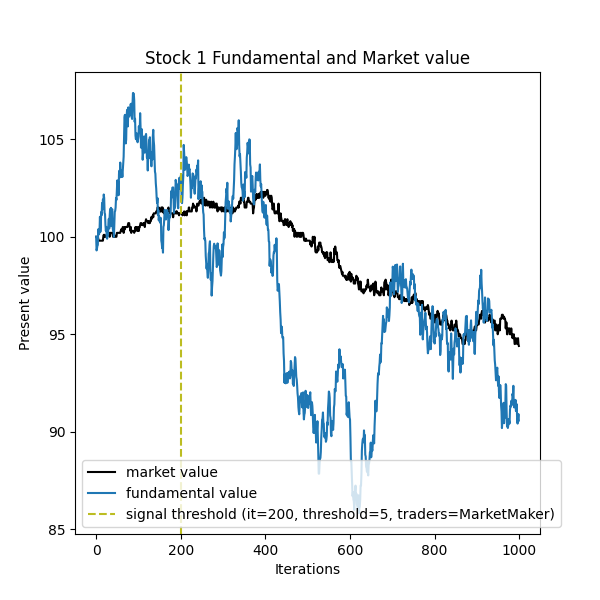 Stock 1 Fundamental and Market value
Present value
105
100
95
90
85
market value
fundamental value
signal threshold (it=200, threshold=5, traders=MarketMaker)
0 200 400 600 800 1000
Iterations